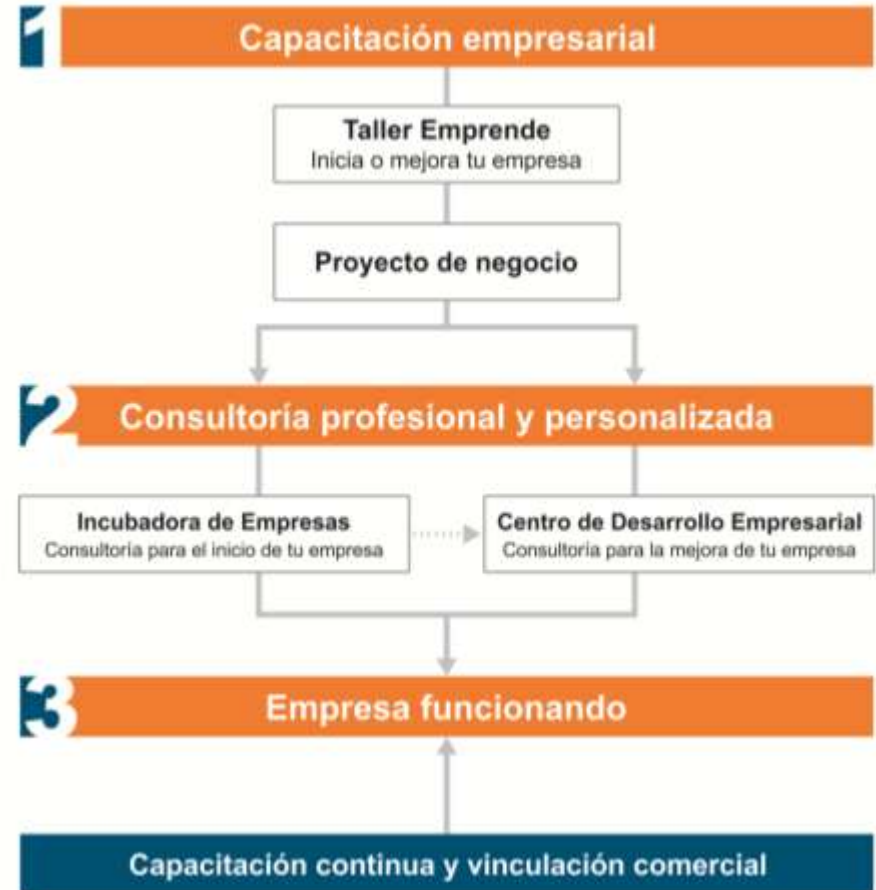 1 Capacitación empresarial
Taller Emprende
Inicia o mejora tu empresa
Proyecto de negocio
2 Consultoría profesional y personalizada
Incubadora de Empresas
Consultoría para el inicio de tu empresa
Centro de Desarrollo Empresarial
Consultoría para la mejora de tu empresa
3 Empresa funcionando
Capacitación continua y vinculación comercial